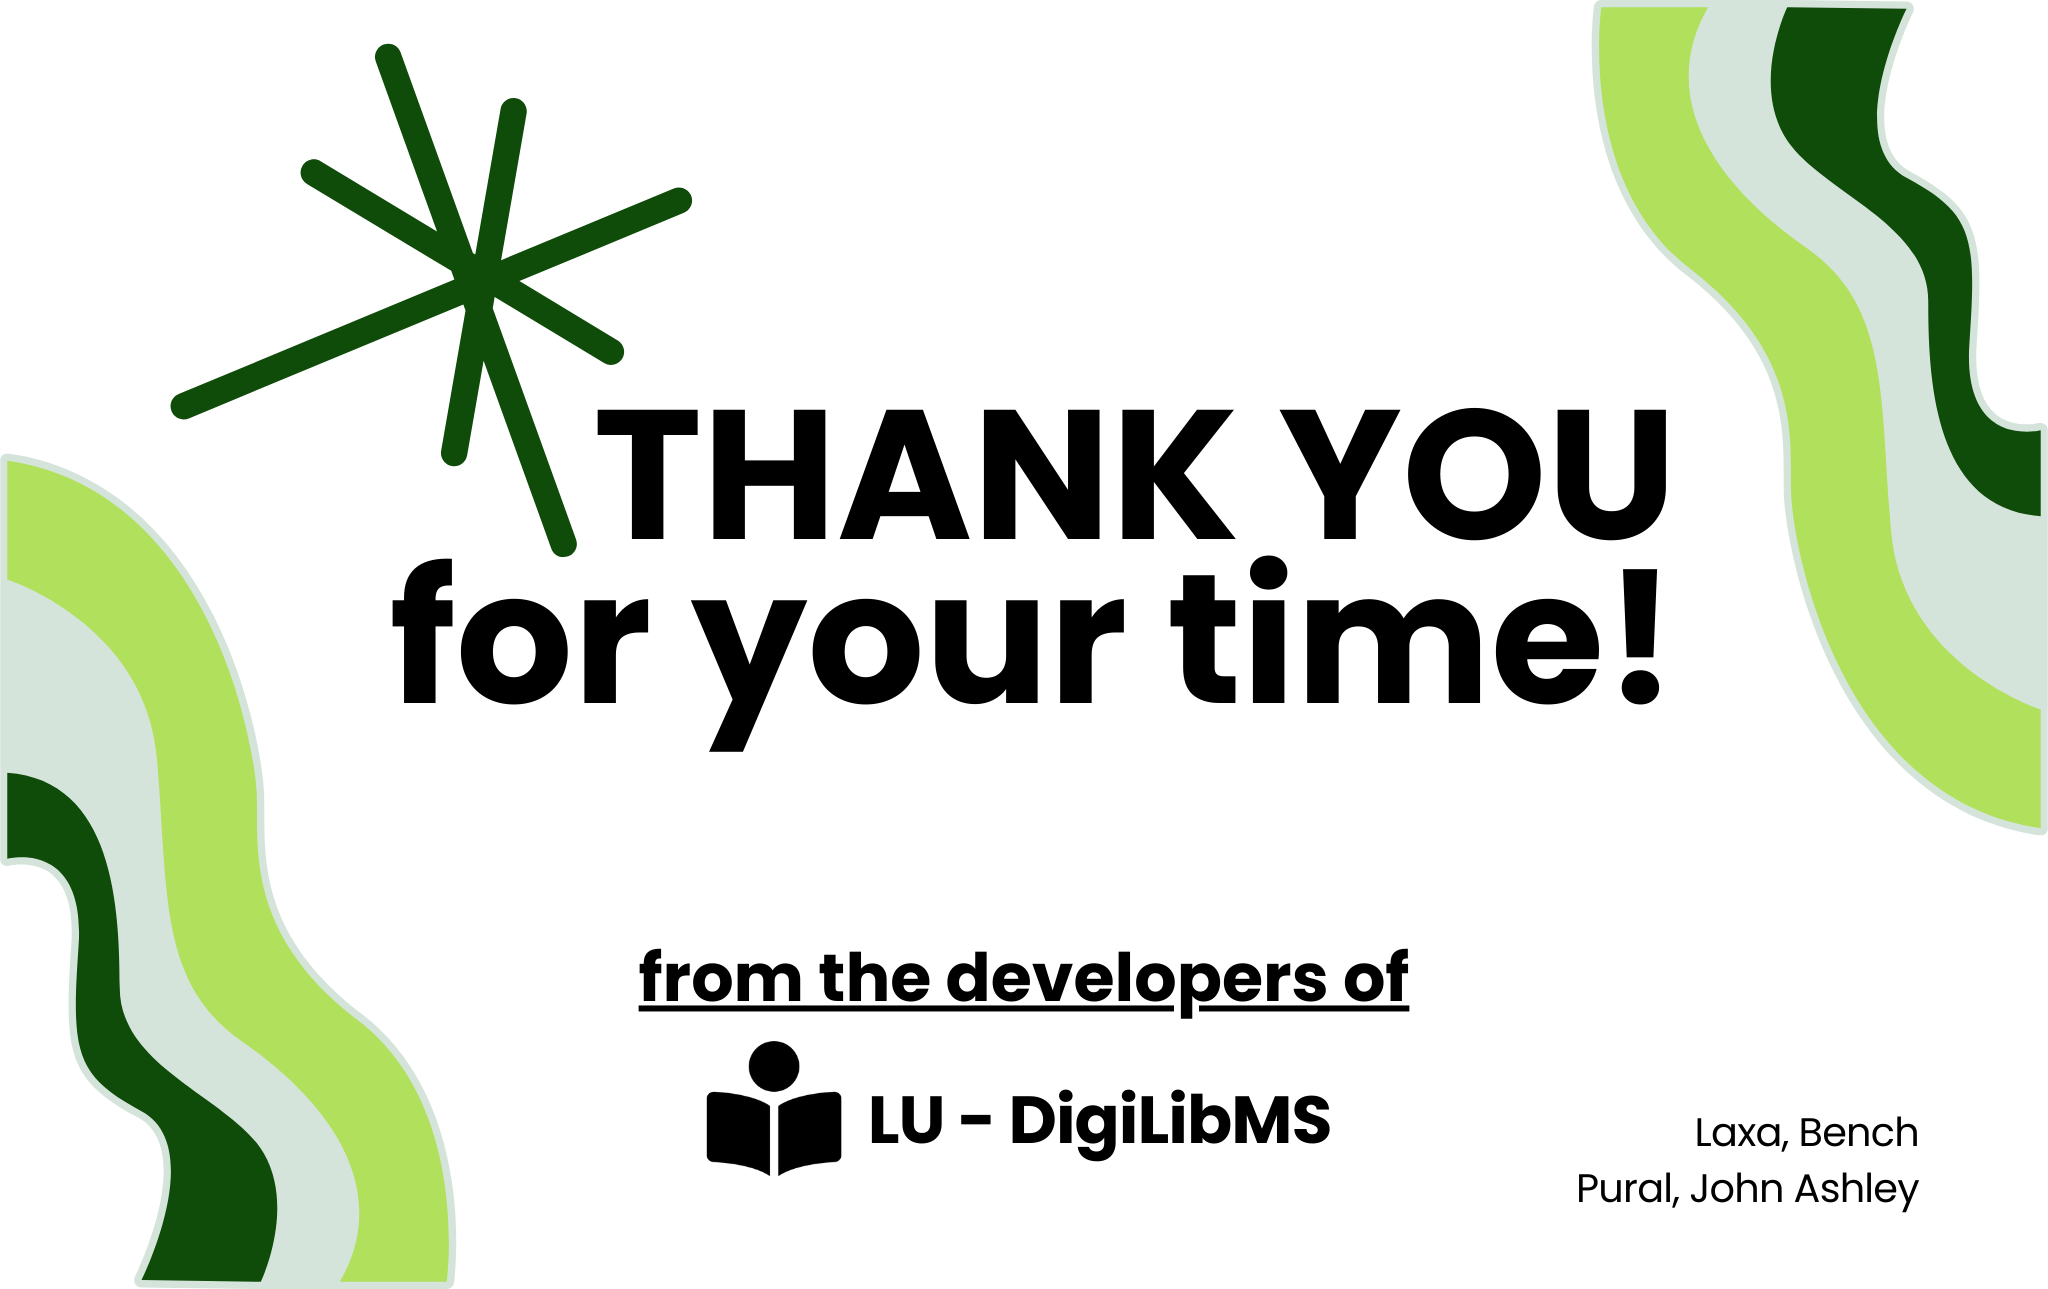 THANK YOU
for your time!
from the developers of
LU - DigiLibMS
Laxa, Bench
Pural, John Ashley